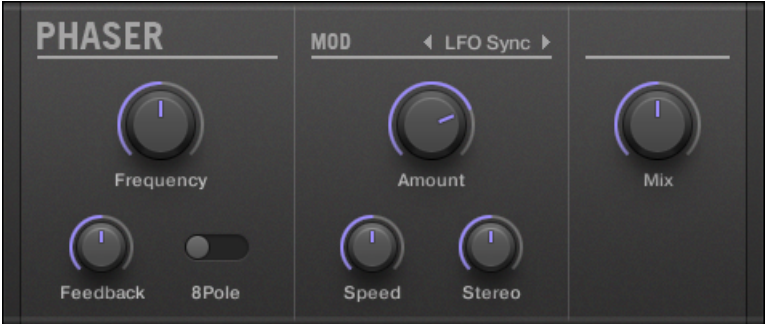 PHASER
MOD
LFO Sync
Frequency
Amount
Mix
Feedback
8Pole
Speed
Stereo